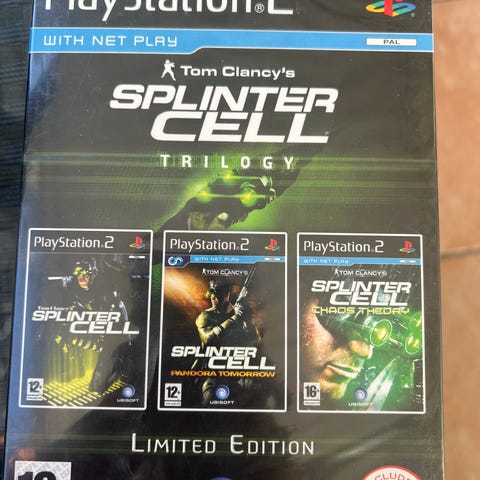 PlayStation®2
WITH NET PLAY
PAL
Tom Clancy's
SPLINTER
CELL
TRILOGY
PlayStation®2
Tom Clancy's
SPLINTER
CELL
12+
UBISOFT
PlayStation®2
WITH NET PLAY
TOM CLANCY'S
SPLINTER
CELL
PANDORA TOMORROW
12+
UBISOFT
PlayStation®2
WITH NET PLAY
TOM CLANCY'S
SPLINTER
CELL
CHAOS THEORY
16+
UBISOFT
LIMITED EDITION